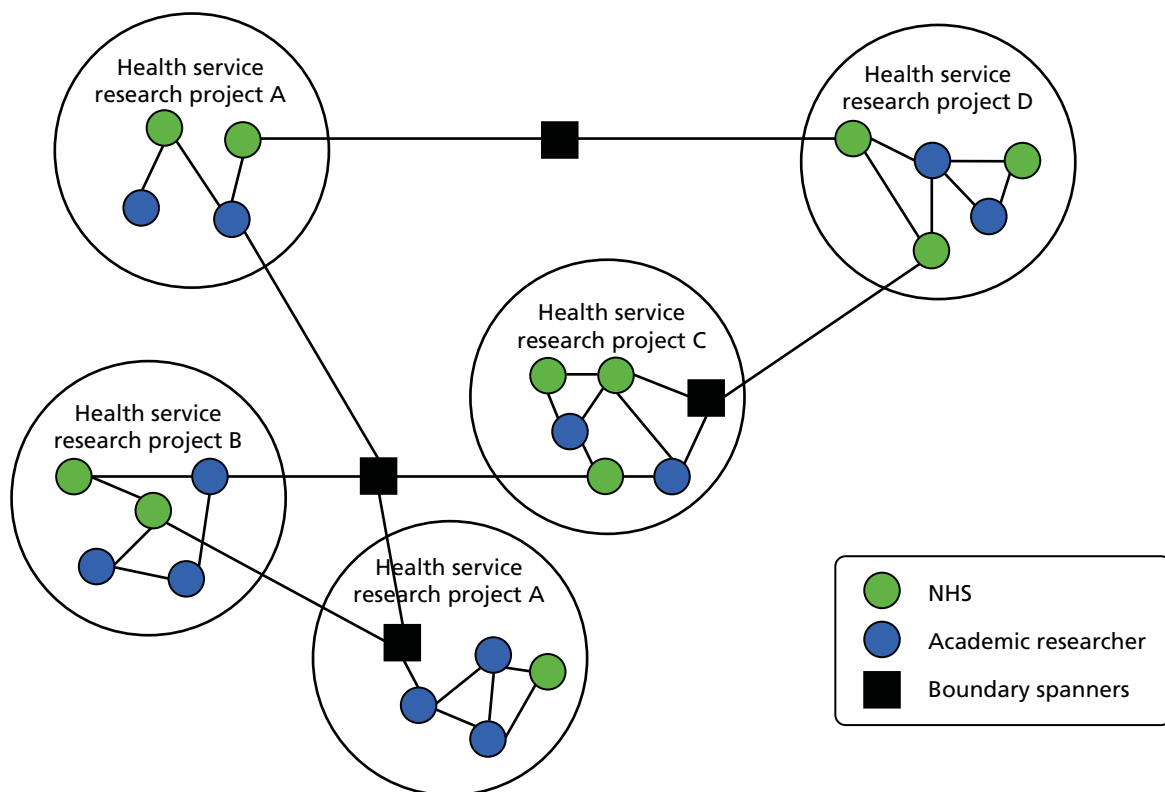 Health service
research project A
Health service
research project D
Health service
research project C
Health service
research project B
Health service
research project A
NHS
Academic researcher
Boundary spanners